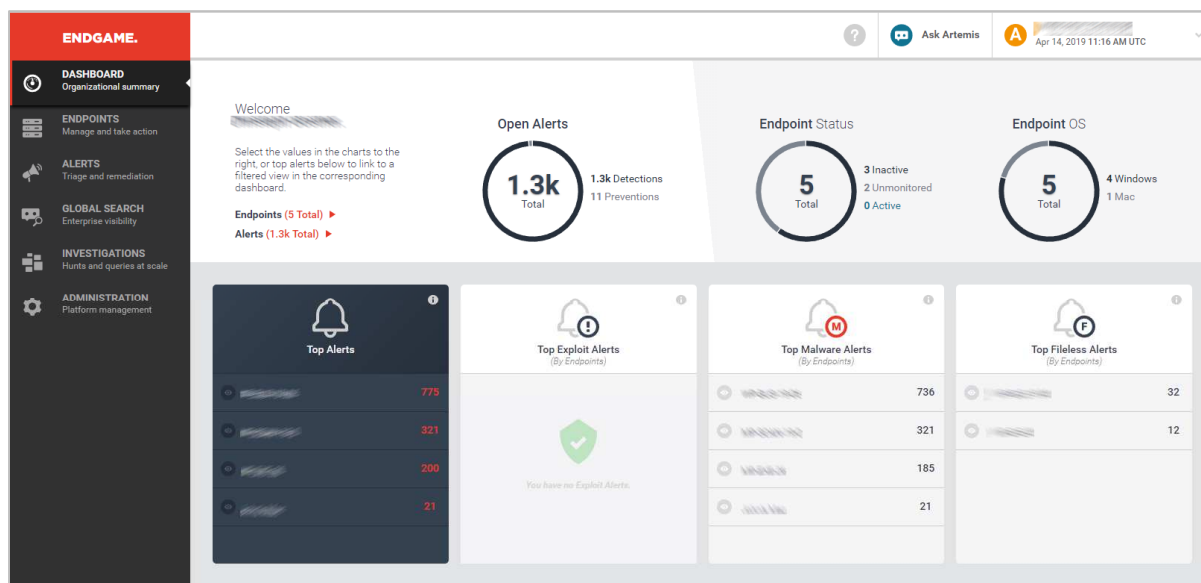 ENDGAME.
DASHBOARD
Organizational summary
ENDPOINTS
Manage and take action
ALERTS
Triage and remediation
GLOBAL SEARCH
Enterprise visibility
INVESTIGATIONS
Hunts and queries at scale
ADMINISTRATION
Platform management
?
Ask Artemis
A
Apr 14, 2019 11:16 AM UTC
Welcome
Select the values in the charts to the
right, or top alerts below to link to a
filtered view in the corresponding
dashboard.
Endpoints (5 Total)
Alerts (1.3k Total)
Open Alerts
1.3k
Total
1.3k Detections
11 Preventions
Endpoint Status
5
Total
3 Inactive
2 Unmonitored
0 Active
Endpoint OS
5
Total
4 Windows
1 Mac
Top Alerts
775
321
200
21
Top Exploit Alerts
(By Endpoints)
You have no Exploit Alerts.
M
Top Malware Alerts
(By Endpoints)
736
321
185
21
F
Top Fileless Alerts
(By Endpoints)
32
12